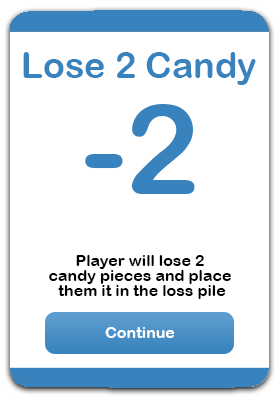 Lose 2 Candy
-2
Player will lose 2
candy pieces and place
them it in the loss pile
Continue